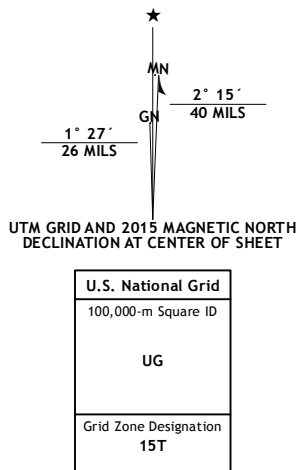 ★
MN
GN
2° 15´
40 MILS
1° 27´
26 MILS
UTM GRID AND 2015 MAGNETIC NORTH
DECLINATION AT CENTER OF SHEET
U.S. National Grid
100,000-m Square ID
UG
Grid Zone Designation
15T